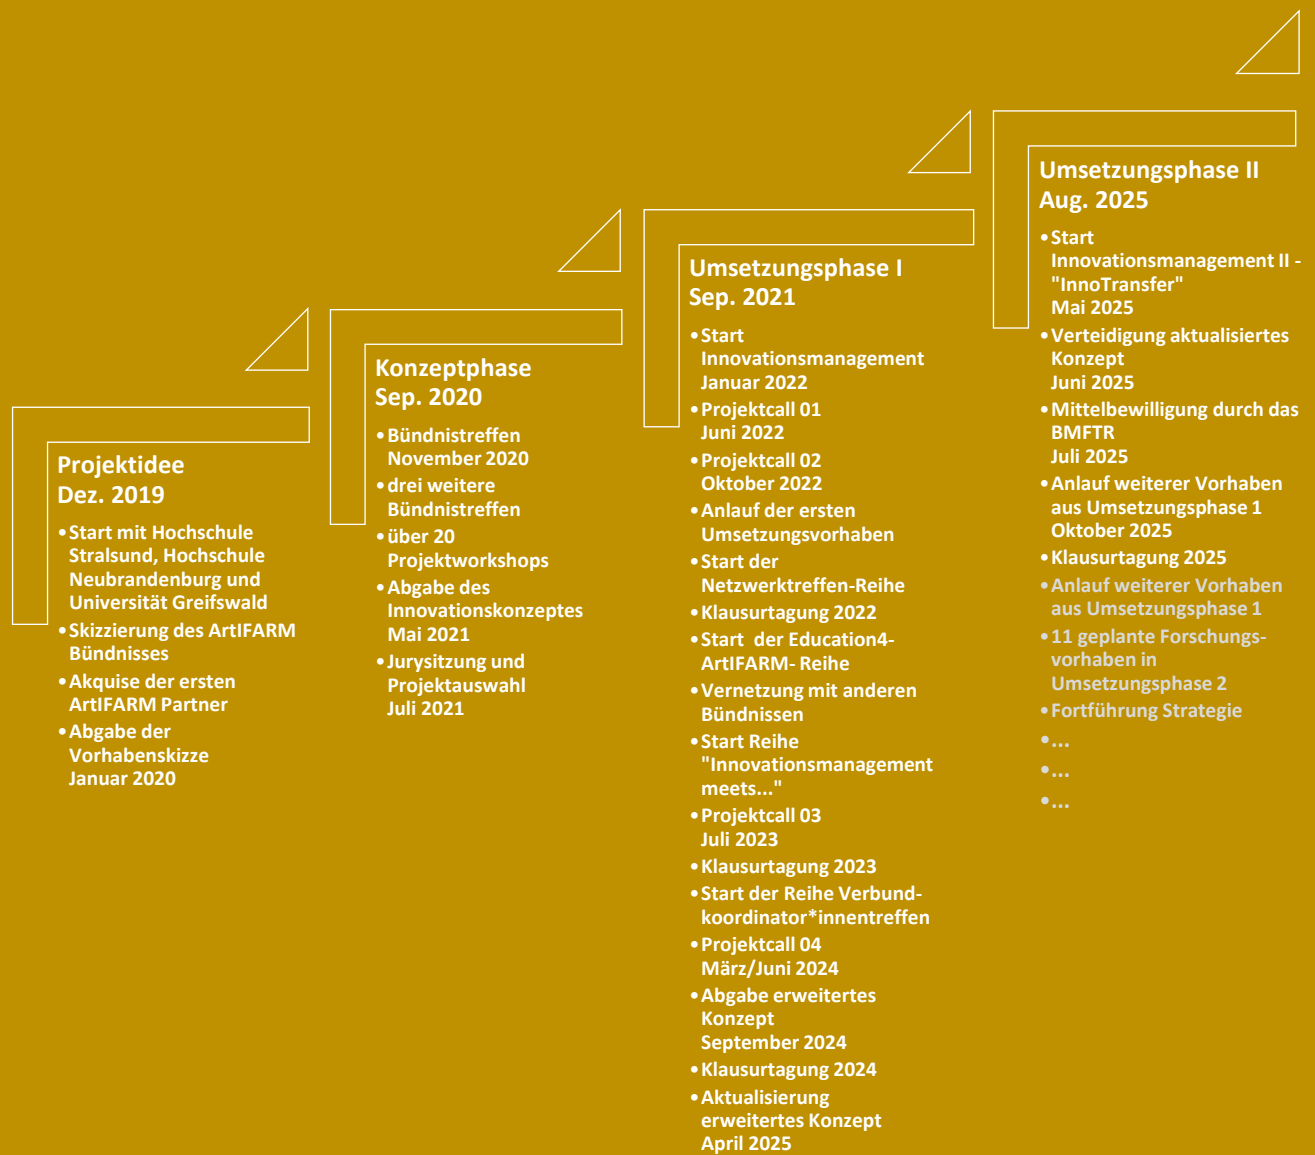 Projektidee
Dez. 2019
•Start mit Hochschule
Stralsund, Hochschule
Neubrandenburg und
Universität Greifswald
•Skizzierung des ArtIFARM
Bündnisses
•Akquise der ersten
ArtIFARM Partner
•Abgabe der
Vorhabenskizze
Januar 2020
Konzeptphase
Sep. 2020
•Bündnistreffen
November 2020
•drei weitere
Bündnistreffen
•über 20
Projektworkshops
•Abgabe des
Innovationskonzeptes
Mai 2021
•Jurysitzung und
Projektauswahl
Juli 2021
Umsetzungsphase I
Sep. 2021
•Start
Innovationsmanagement
Januar 2022
•Projektcall 01
Juni 2022
•Projektcall 02
Oktober 2022
•Anlauf der ersten
Umsetzungsvorhaben
•Start der
Netzwerktreffen-Reihe
•Klausurtagung 2022
•Start der Education4-
ArtIFARM- Reihe
•Vernetzung mit anderen
Bündnissen
•Start Reihe
"Innovationsmanagement
meets..."
•Projektcall 03
Juli 2023
•Klausurtagung 2023
•Start der Reihe Verbund-
koordinator*innentreffen
•Projektcall 04
März/Juni 2024
•Abgabe erweitertes
Konzept
September 2024
•Klausurtagung 2024
•Aktualisierung
erweitertes Konzept
April 2025
Umsetzungsphase II
Aug. 2025
•Start
Innovationsmanagement II -
"InnoTransfer"
Mai 2025
•Verteidigung aktualisiertes
Konzept
Juni 2025
•Mittelbewilligung durch das
BMFTR
Juli 2025
•Anlauf weiterer Vorhaben
aus Umsetzungsphase 1
Oktober 2025
•Klausurtagung 2025
•Anlauf weiterer Vorhaben
aus Umsetzungsphase 1
•11 geplante Forschungs-
vorhaben in
Umsetzungsphase 2
•Fortführung Strategie
•...
•...
•...